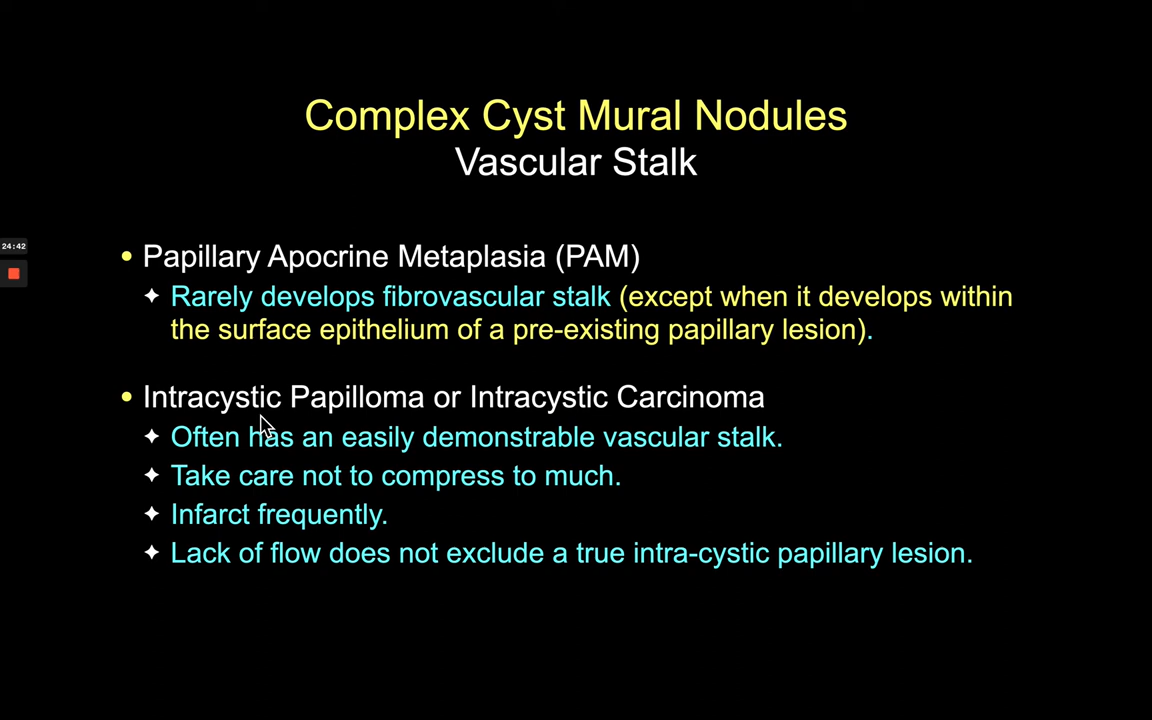 Complex Cyst Mural Nodules
Vascular Stalk
24:42
• Papillary Apocrine Metaplasia (PAM)
✦ Rarely develops fibrovascular stalk (except when it develops within
the surface epithelium of a pre-existing papillary lesion).
• Intracystic Papilloma or Intracystic Carcinoma
✦ Often has an easily demonstrable vascular stalk.
✦ Take care not to compress to much.
✦ Infarct frequently.
✦ Lack of flow does not exclude a true intra-cystic papillary lesion.